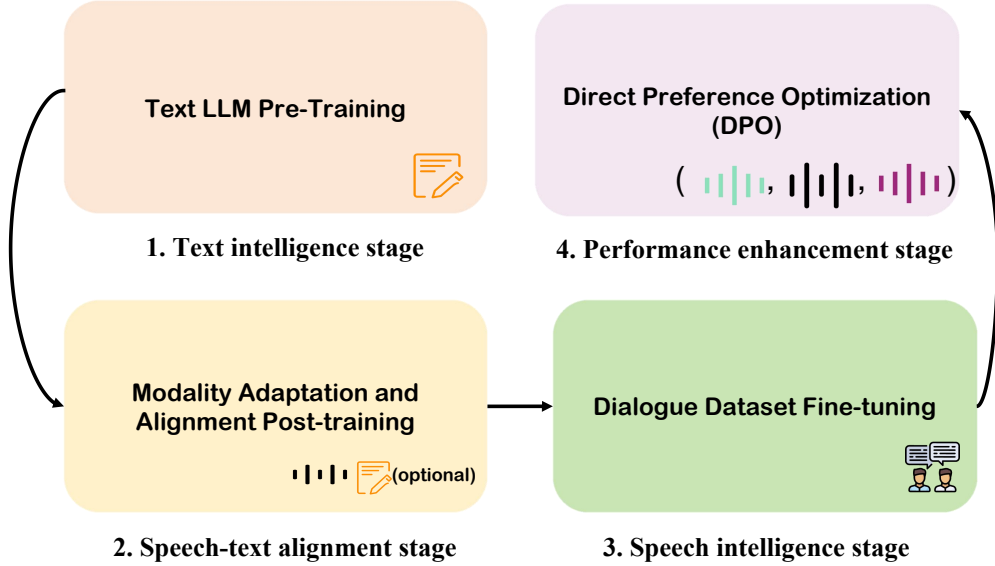 Text LLM Pre-Training
1. Text intelligence stage
Direct Preference Optimization
(DPO)
( , , )
4. Performance enhancement stage
Modality Adaptation and
Alignment Post-training
(optional)
2. Speech-text alignment stage
Dialogue Dataset Fine-tuning
3. Speech intelligence stage